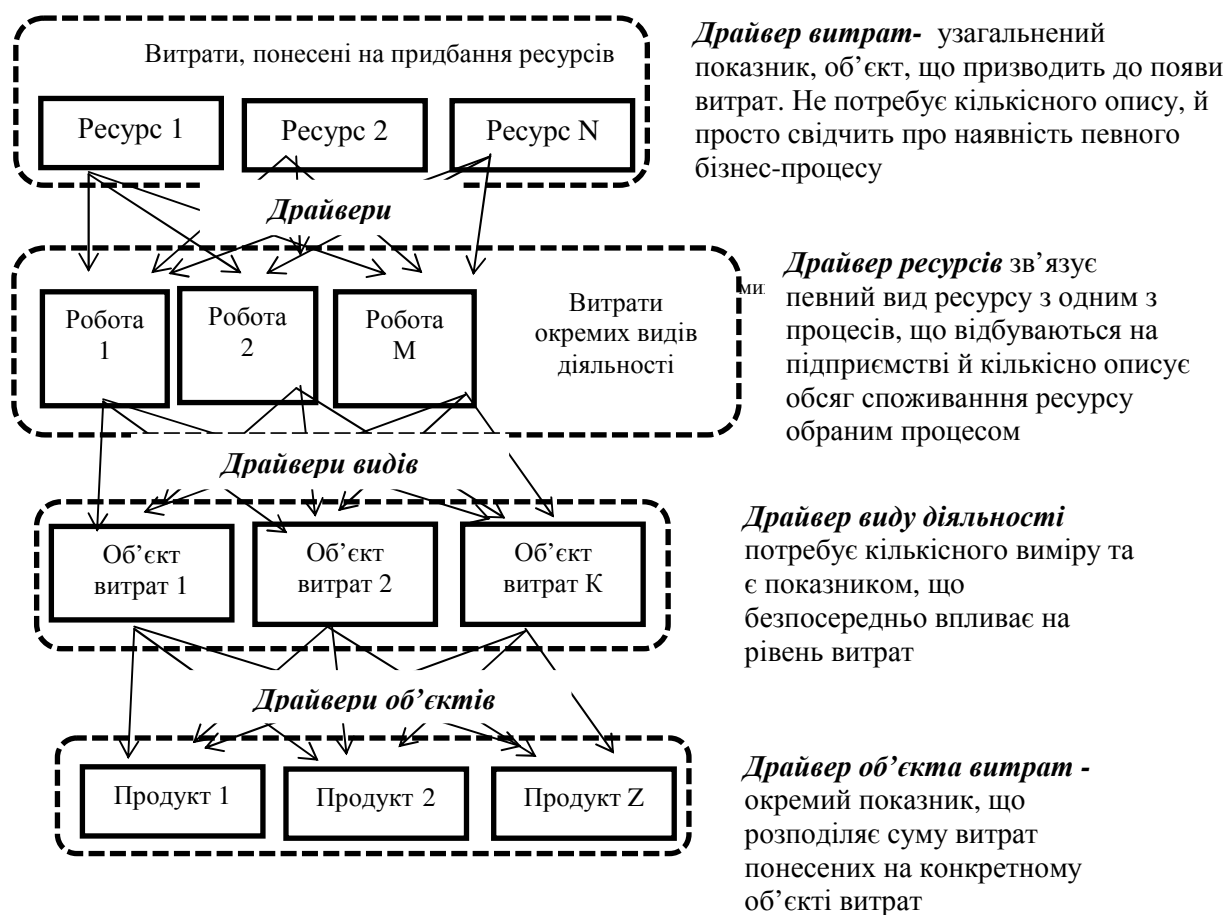 Витрати, понесені на придбання ресурсів
Ресурс 1
Ресурс 2
Ресурс N
Драйвер витрат- узагальнений
показник, об’єкт, що призводить до появи
витрат. Не потребує кількісного опису, й
просто свідчить про наявність певного
бізнес-процесу
Драйвери
Робота
1
Робота
2
Робота
М
Витрати
окремих видів
діяльності
Драйвер ресурсів зв’язує
певний вид ресурсу з одним з
процесів, що відбуваються на
підприємстві й кількісно описує
обсяг споживанння ресурсу
обраним процесом
Драйвери видів
Об’єкт
витрат 1
Об’єкт
витрат 2
Об’єкт
витрат К
Драйвер виду діяльності
потребує кількісного виміру та
є показником, що
безпосередньо впливає на
рівень витрат
Драйвери об’єктів
Продукт 1
Продукт 2
Продукт Z
Драйвер об’єкта витрат -
окремий показник, що
розподіляє суму витрат
понесених на конкретному
об’єкті витрат